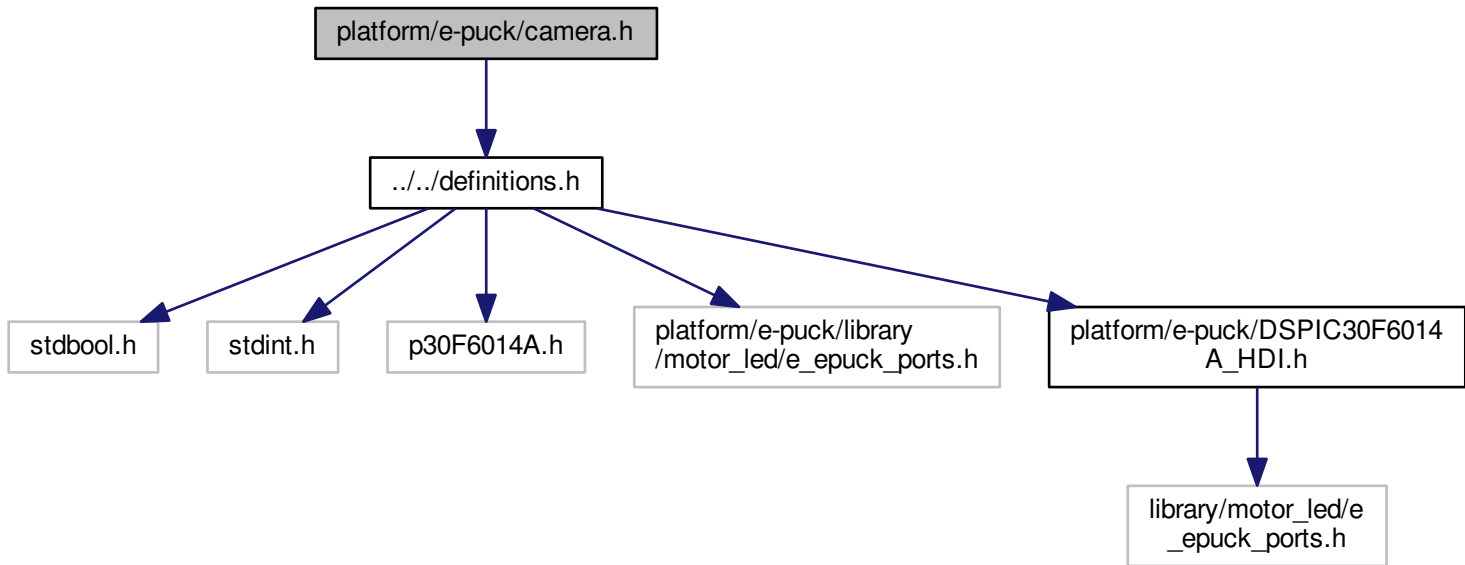 platform/e-puck/camera.h
../../definitions.h
stdbool.h
stdint.h
p30F6014A.h
platform/e-puck/library
/motor_led/e_epuck_ports.h
platform/e-puck/DSPIC30F6014
A_HDI.h
library/motor_led/e
_epuck_ports.h